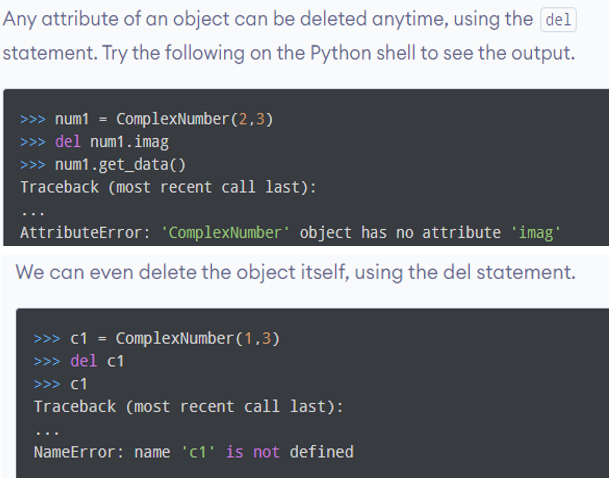 Any attribute of an object can be deleted anytime, using the del
statement. Try the following on the Python shell to see the output.
>>> num1 = ComplexNumber(2,3)
>>> del num1.imag
>>> num1.get_data()
Traceback (most recent call last):
...
AttributeError: 'ComplexNumber' object has no attribute 'imag'
We can even delete the object itself, using the del statement.
>>> c1 = ComplexNumber(1,3)
>>> del c1
>>> c1
Traceback (most recent call last):
...
NameError: name 'c1' is not defined